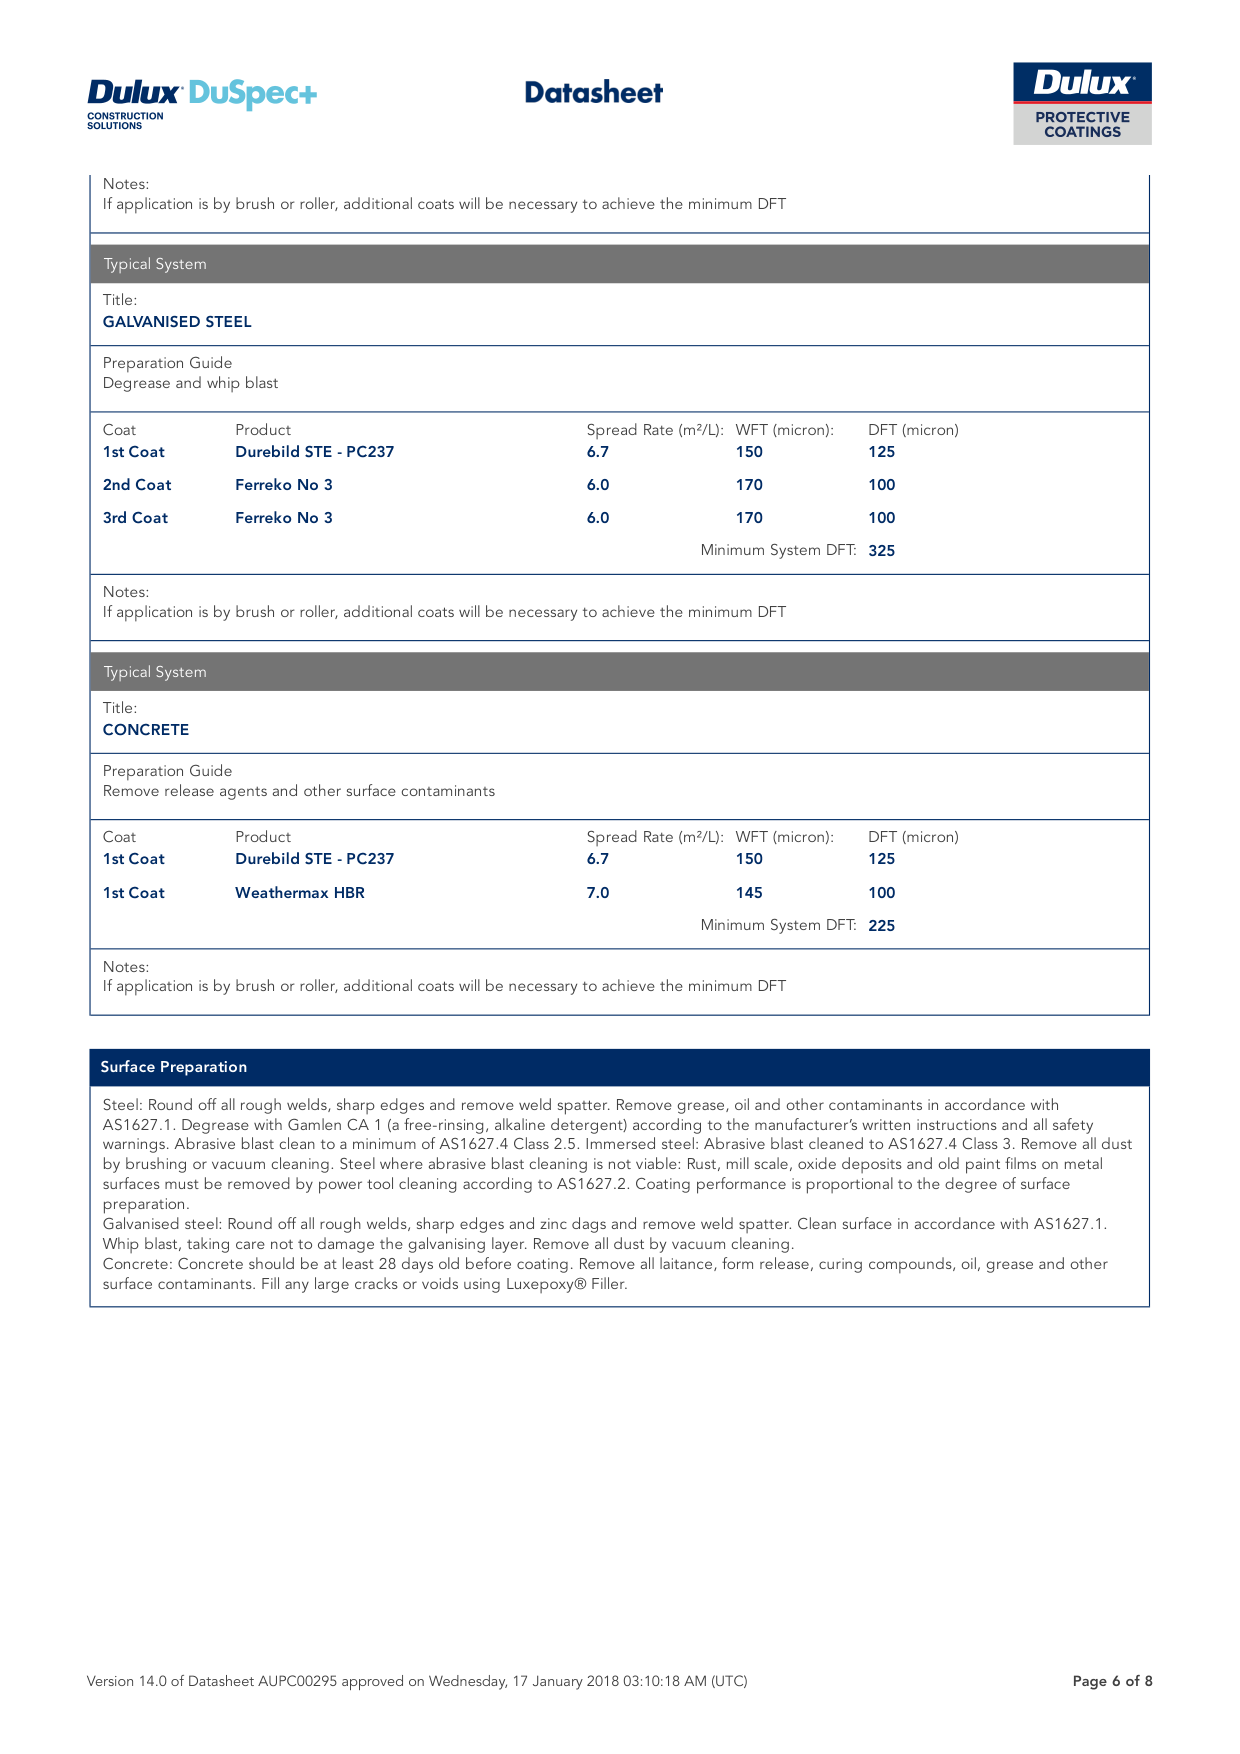 Dulux DuSpec+
CONSTRUCTION
SOLUTIONS
Datasheet
Dulux
PROTECTIVE
COATINGS
Notes:
If application is by brush or roller, additional coats will be necessary to achieve the minimum DFT
Typical System
Title:
GALVANISED STEEL
Preparation Guide
Degrease and whip blast
Coat Product Spread Rate (m²/L): WFT (micron): DFT (micron)
1st Coat Durebild STE - PC237 6.7 150 125
2nd Coat Ferreko No 3 6.0 170 100
3rd Coat Ferreko No 3 6.0 170 100
Minimum System DFT: 325
Notes:
If application is by brush or roller, additional coats will be necessary to achieve the minimum DFT
Typical System
Title:
CONCRETE
Preparation Guide
Remove release agents and other surface contaminants
Coat Product Spread Rate (m²/L): WFT (micron): DFT (micron)
1st Coat Durebild STE - PC237 6.7 150 125
1st Coat Weathermax HBR 7.0 145 100
Minimum System DFT: 225
Notes:
If application is by brush or roller, additional coats will be necessary to achieve the minimum DFT
Surface Preparation
Steel: Round off all rough welds, sharp edges and remove weld spatter. Remove grease, oil and other contaminants in accordance with
AS1627.1. Degrease with Gamlen CA 1 (a free-rinsing, alkaline detergent) according to the manufacturer’s written instructions and all safety
warnings. Abrasive blast clean to a minimum of AS1627.4 Class 2.5. Immersed steel: Abrasive blast cleaned to AS1627.4 Class 3. Remove all dust
by brushing or vacuum cleaning. Steel where abrasive blast cleaning is not viable: Rust, mill scale, oxide deposits and old paint films on metal
surfaces must be removed by power tool cleaning according to AS1627.2. Coating performance is proportional to the degree of surface
preparation.
Galvanised steel: Round off all rough welds, sharp edges and zinc dags and remove weld spatter. Clean surface in accordance with AS1627.1.
Whip blast, taking care not to damage the galvanising layer. Remove all dust by vacuum cleaning.
Concrete: Concrete should be at least 28 days old before coating. Remove all laitance, form release, curing compounds, oil, grease and other
surface contaminants. Fill any large cracks or voids using Luxepoxy® Filler.
Version 14.0 of Datasheet AUPC00295 approved on Wednesday, 17 January 2018 03:10:18 AM (UTC) Page 6 of 8